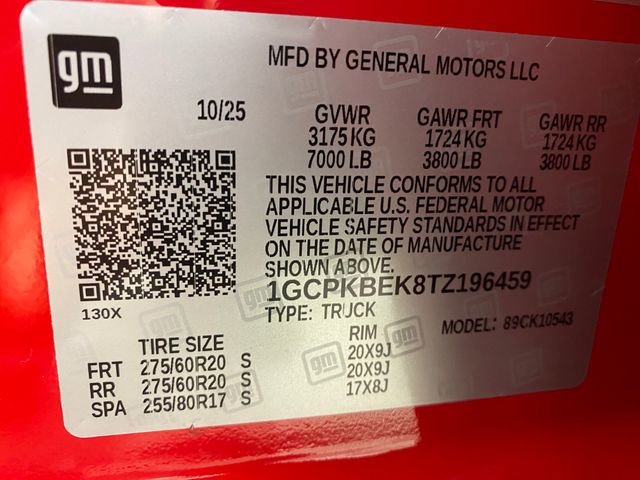 gm
MFD BY GENERAL MOTORS LLC
10/25
GVWR GAWR FRT GAWR RR
3175 KG 1724 KG 1724 KG
7000 LB 3800 LB 3800 LB
THIS VEHICLE CONFORMS TO ALL
APPLICABLE U.S. FEDERAL MOTOR
VEHICLE SAFETY STANDARDS IN EFFECT
ON THE DATE OF MANUFACTURE
SHOWN ABOVE.
1GCPKBEK8TZ196459
130X
TYPE: TRUCK
MODEL: 89CK10543
TIRE SIZE RIM
FRT 275/60R20 S 20X9J
RR 275/60R20 S 20X9J
SPA 255/80R17 S 17X8J